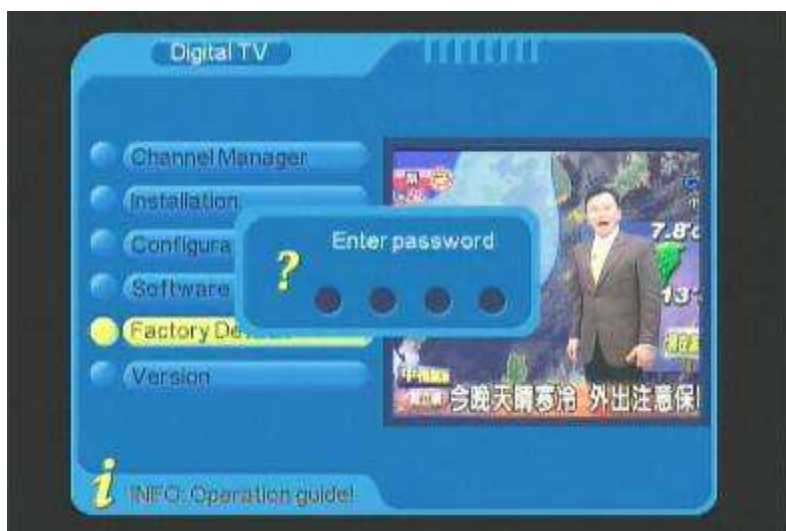 Digital TV
Channel Manager
Installation
Configura
Software
Factory De
Version
?
Enter password
7.8
13
今晚天晴寒冷 外出注意保
i
INFO: Operation guide!